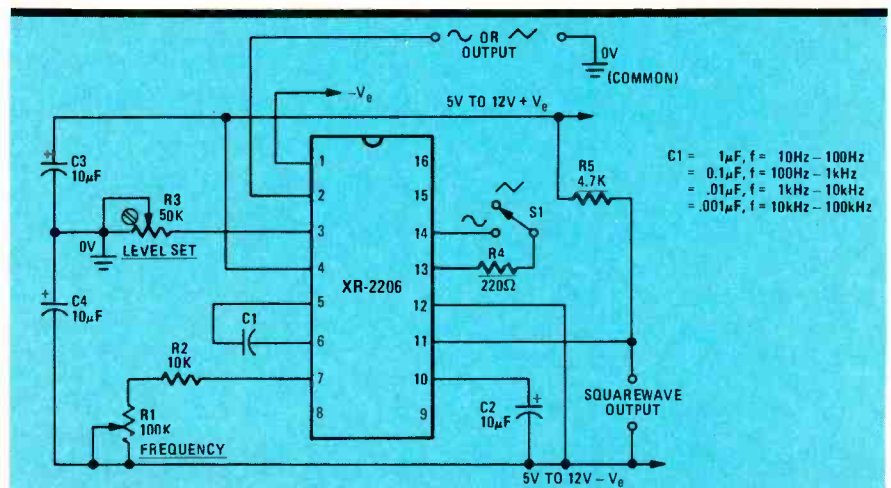 ∿ OR ⩘
OUTPUT
0V
(COMMON)
−Ve
5V TO 12V + Ve
C3
10µF
R3
50K
0V
LEVEL SET
C4
10µF
1
2
3
4
5
6
7
8
XR-2206
16
15
14
13
12
11
10
9
C1
R2
10K
R1
100K
FREQUENCY
S1
R4
220Ω
R5
4.7K
C2
10µF
SQUAREWAVE
OUTPUT
5V TO 12V − Ve
C1 = 1µF, f = 10Hz – 100Hz
= 0.1µF, f = 100Hz – 1kHz
= .01µF, f = 1kHz – 10kHz
= .001µF, f = 10kHz – 100kHz